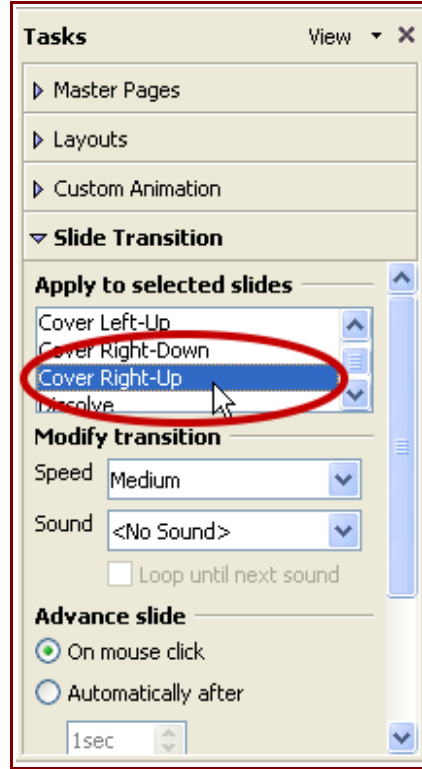 Tasks View
Master Pages
Layouts
Custom Animation
Slide Transition
Apply to selected slides
Cover Left-Up
Cover Right-Down
Cover Right-Up
Dissolve
Modify transition
Speed Medium
Sound <No Sound>
Loop until next sound
Advance slide
On mouse click
Automatically after
1sec